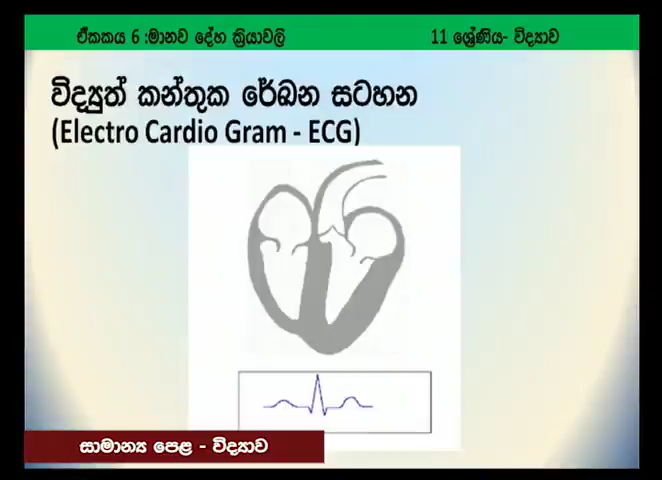 ඒකකය 6 :මානව දේහ ක්‍රියාවලි 11 ශ්‍රේණිය- විද්‍යාව
විද්‍යුත් කන්තුක රේඛන සටහන
(Electro Cardio Gram - ECG)
සාමාන්‍ය පෙළ - විද්‍යාව